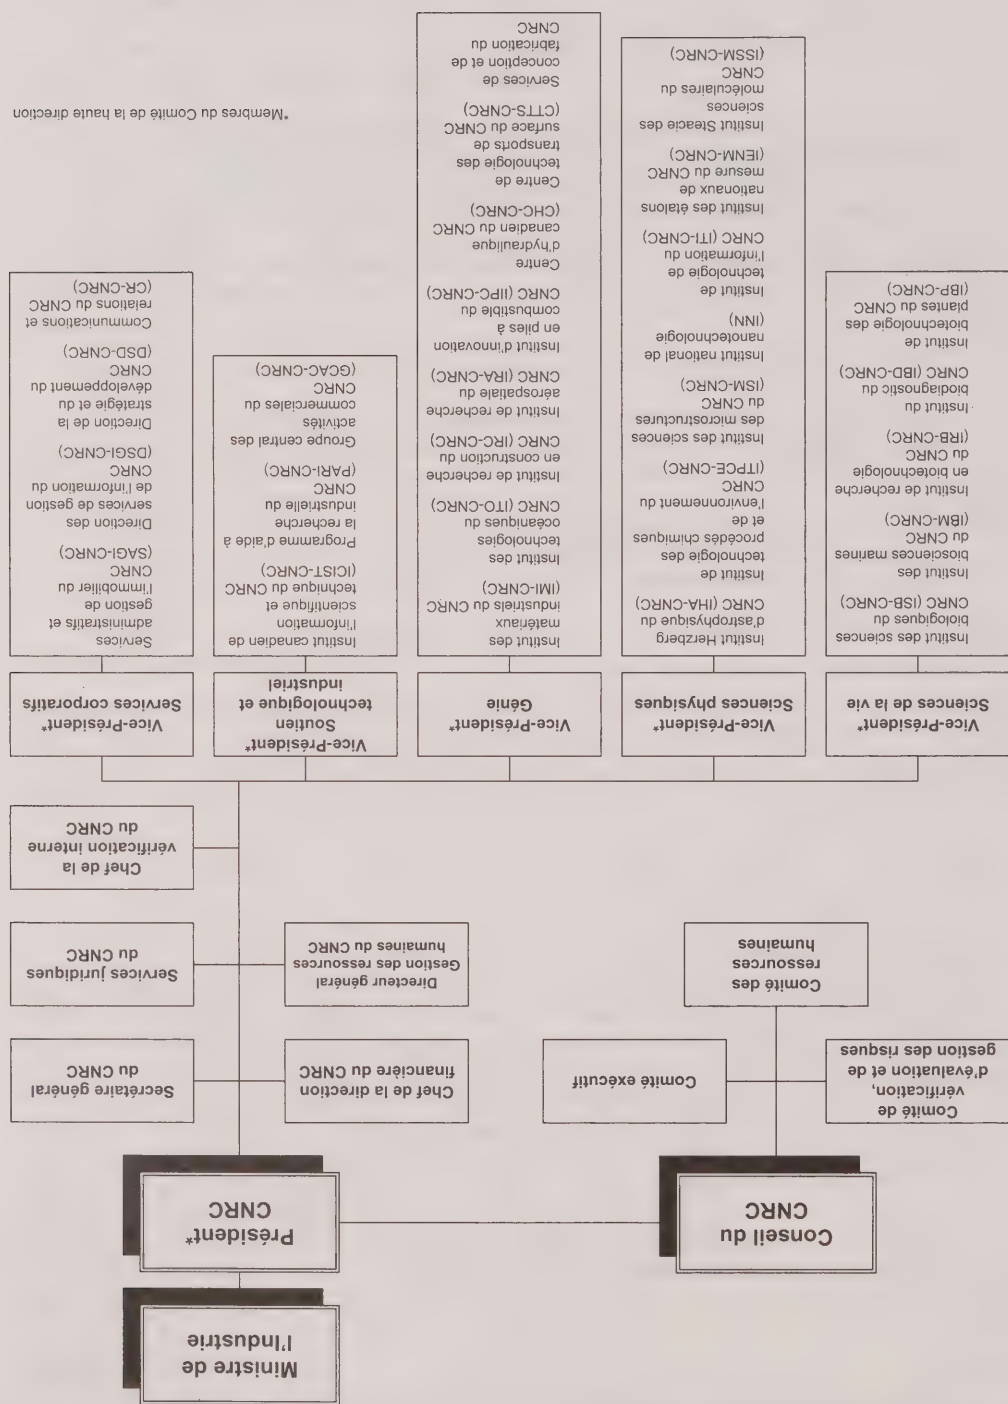 Ministre de
l'Industrie
Conseil du
CNRC
Président*
CNRC
Comité de
vérification,
d'évaluation et de
gestion des risques
Comité exécutif
Comité des
ressources
humaines
Chef de la direction
financière du CNRC
Secrétaire général
du CNRC
Directeur général
Gestion des ressources
humaines du CNRC
Services juridiques
du CNRC
Chef de la
vérification interne
du CNRC
Vice-Président*
Sciences de la vie
Institut des sciences
biologiques du
CNRC (ISB-CNRC)
Institut des
biosciences marines
du CNRC
(IBM-CNRC)
Institut de recherche
en biotechnologie
du CNRC
(IRB-CNRC)
Institut du
biodiagnostic du
CNRC (IBD-CNRC)
Institut de
biotechnologie des
plantes du CNRC
(IBP-CNRC)
Vice-Président*
Sciences physiques
Institut Herzberg
d'astrophysique du
CNRC (IHA-CNRC)
Institut de
technologie des
procédés chimiques
et de
l'environnement du
CNRC
(ITPCE-CNRC)
Institut des sciences
des microstructures
du CNRC
(ISM-CNRC)
Institut national de
nanotechnologie
(INN)
Institut de
technologie de
l'information du
CNRC (ITI-CNRC)
Institut des étalons
nationaux de
mesure du CNRC
(IENM-CNRC)
Institut Steacie des
sciences
moléculaires du
CNRC
(ISSM-CNRC)
Vice-Président*
Génie
Institut des
matériaux
industriels du CNRC
(IMI-CNRC)
Institut des
technologies
océaniques du
CNRC (ITO-CNRC)
Institut de recherche
en construction du
CNRC (IRC-CNRC)
Institut de recherche
aérospatiale du
CNRC (IRA-CNRC)
Institut d'innovation
en piles à
combustible du
CNRC (IIPC-CNRC)
Centre
d'hydraulique
canadien du CNRC
(CHC-CNRC)
Centre de
technologie des
transports de
surface du CNRC
(CTTS-CNRC)
Services de
conception et de
fabrication du
CNRC
Vice-Président*
Soutien
technologique et
industriel
Institut canadien de
l'information
scientifique et
technique du CNRC
(ICIST-CNRC)
Programme d'aide à
la recherche
industrielle du
CNRC
(PARI-CNRC)
Groupe central des
activités
commerciales du
CNRC
(GCAC-CNRC)
Vice-Président*
Services corporatifs
Services
administratifs et
gestion de
l'immobilier du
CNRC
(SAGI-CNRC)
Direction des
services de gestion
de l'information du
CNRC
(DSGI-CNRC)
Direction de la
stratégie et du
développement du
CNRC
(DSD-CNRC)
Communications et
relations du CNRC
(CR-CNRC)
*Membres du Comité de la haute direction